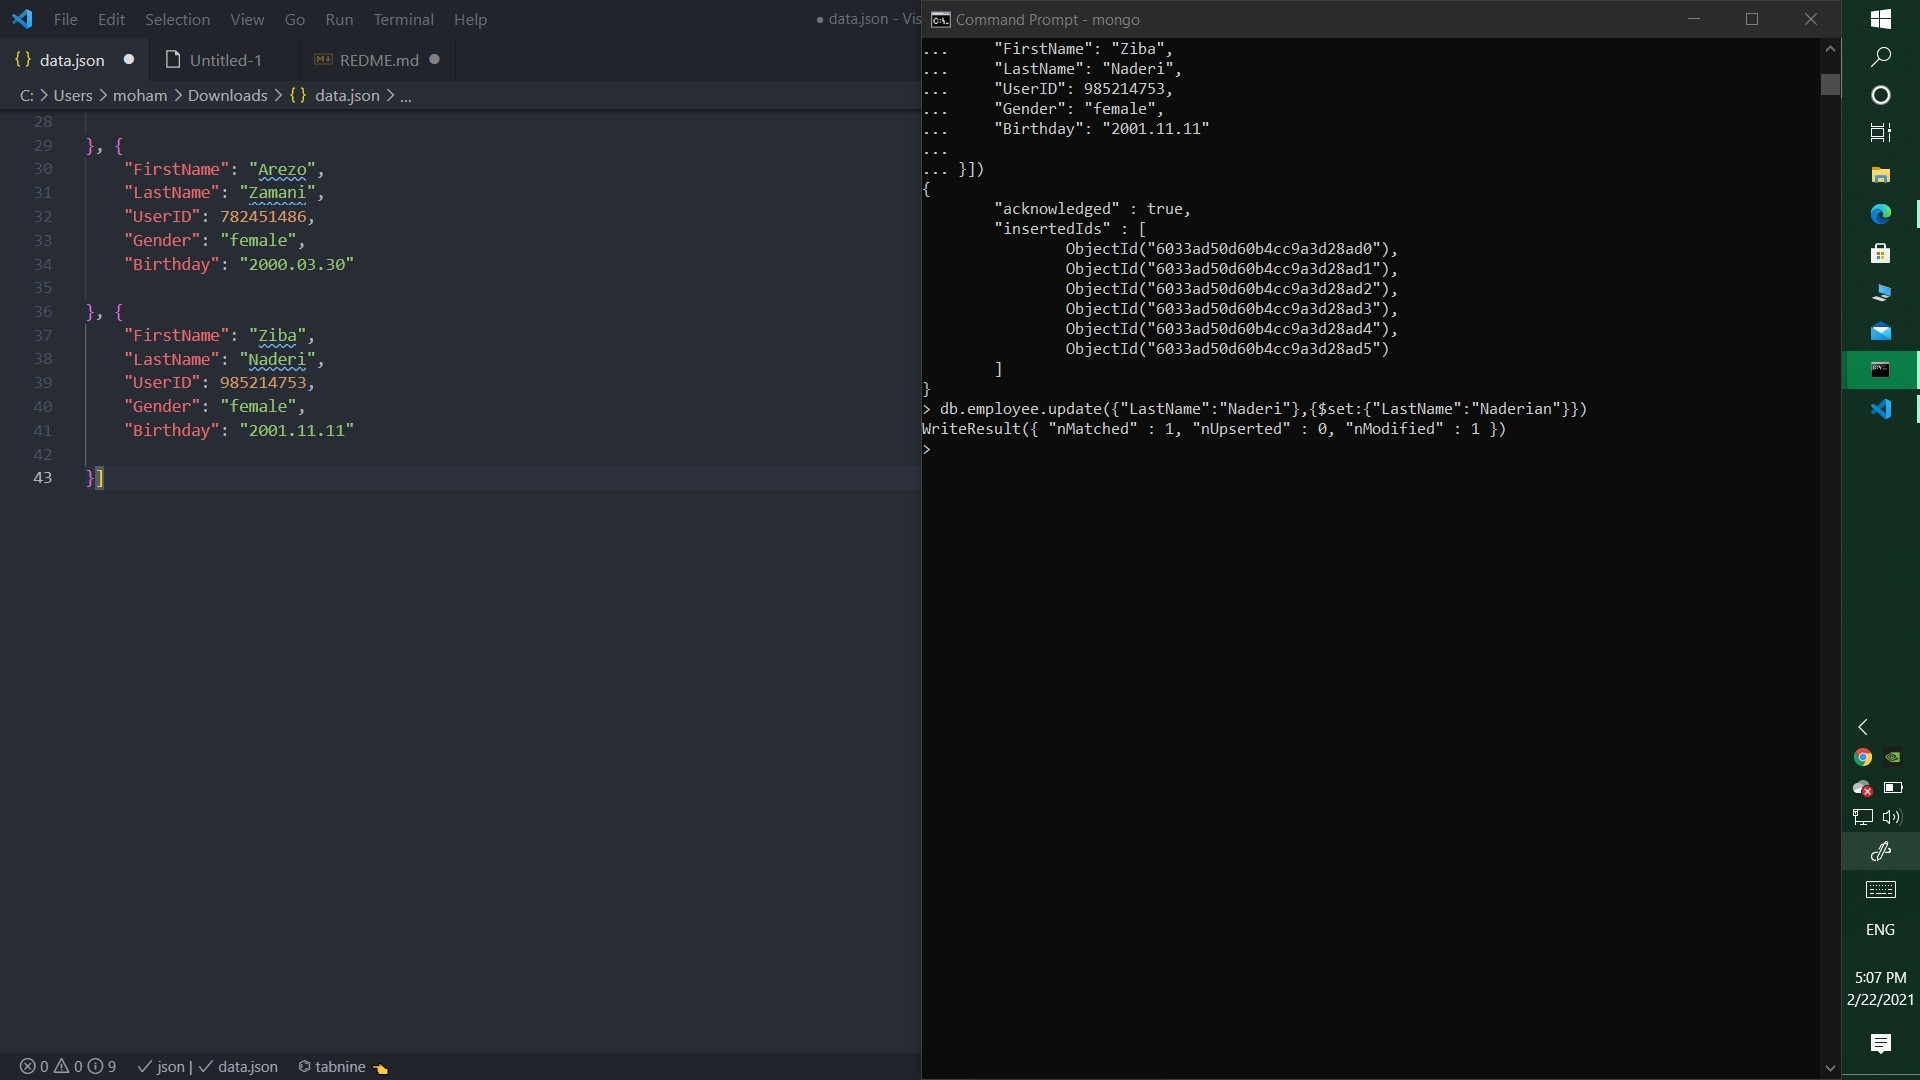 File Edit Selection View Go Run Terminal Help
● data.json - Vis
{ } data.json ●
Untitled-1
REDME.md ●
C: > Users > moham > Downloads > { } data.json > ...
28
29 }, {
30 "FirstName": "Arezo",
31 "LastName": "Zamani",
32 "UserID": 782451486,
33 "Gender": "female",
34 "Birthday": "2000.03.30"
35
36 }, {
37 "FirstName": "Ziba",
38 "LastName": "Naderi",
39 "UserID": 985214753,
40 "Gender": "female",
41 "Birthday": "2001.11.11"
42
43 }]
0 0 9 json | data.json tabnine
Command Prompt - mongo
... "FirstName": "Ziba",
... "LastName": "Naderi",
... "UserID": 985214753,
... "Gender": "female",
... "Birthday": "2001.11.11"
...
... }])
{
"acknowledged" : true,
"insertedIds" : [
ObjectId("6033ad50d60b4cc9a3d28ad0"),
ObjectId("6033ad50d60b4cc9a3d28ad1"),
ObjectId("6033ad50d60b4cc9a3d28ad2"),
ObjectId("6033ad50d60b4cc9a3d28ad3"),
ObjectId("6033ad50d60b4cc9a3d28ad4"),
ObjectId("6033ad50d60b4cc9a3d28ad5")
]
}
> db.employee.update({"LastName":"Naderi"},{$set:{"LastName":"Naderian"}})
WriteResult({ "nMatched" : 1, "nUpserted" : 0, "nModified" : 1 })
>
ENG
5:07 PM
2/22/2021